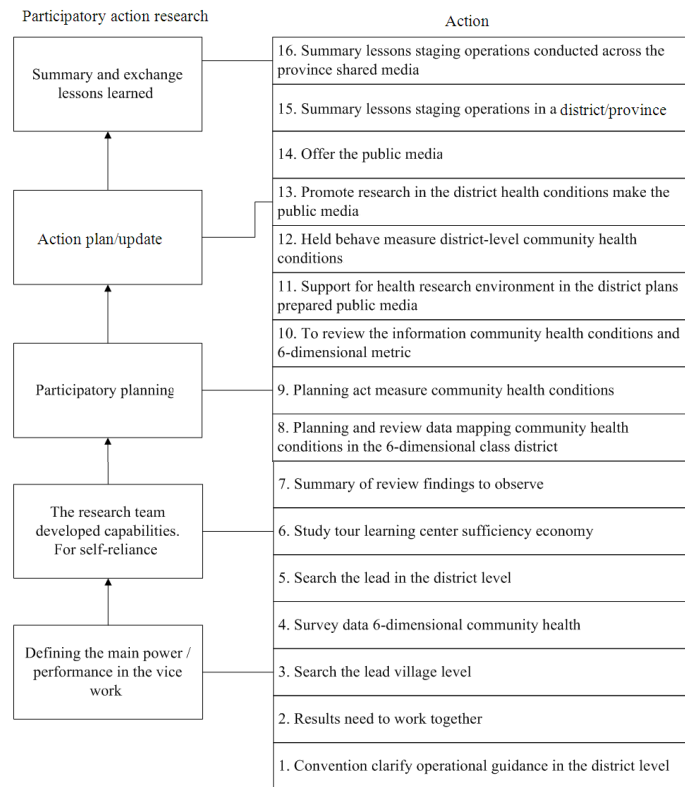 Participatory action research
Summary and exchange
lessons learned
Action plan/update
Participatory planning
The research team
developed capabilities.
For self-reliance
Defining the main power /
performance in the vice
work
Action
16. Summary lessons staging operations conducted across the
province shared media
15. Summary lessons staging operations in a district/province
14. Offer the public media
13. Promote research in the district health conditions make the
public media
12. Held behave measure district-level community health
conditions
11. Support for health research environment in the district plans
prepared public media
10. To review the information community health conditions and
6-dimensional metric
9. Planning act measure community health conditions
8. Planning and review data mapping community health
conditions in the 6-dimensional class district
7. Summary of review findings to observe
6. Study tour learning center sufficiency economy
5. Search the lead in the district level
4. Survey data 6-dimensional community health
3. Search the lead village level
2. Results need to work together
1. Convention clarify operational guidance in the district level